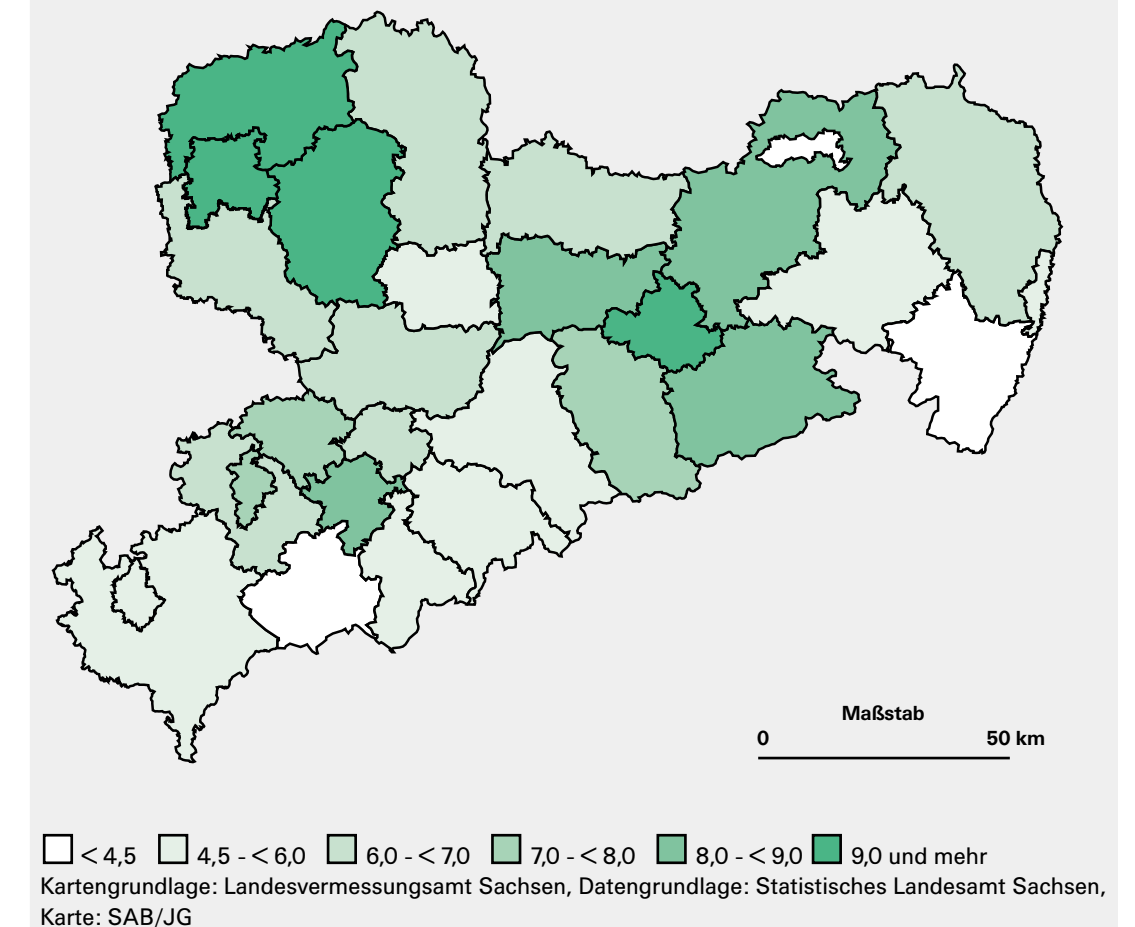 Maßstab
0 50 km
< 4,5 4,5 - < 6,0 6,0 - < 7,0 7,0 - < 8,0 8,0 - < 9,0 9,0 und mehr
Kartengrundlage: Landesvermessungsamt Sachsen, Datengrundlage: Statistisches Landesamt Sachsen,
Karte: SAB/JG